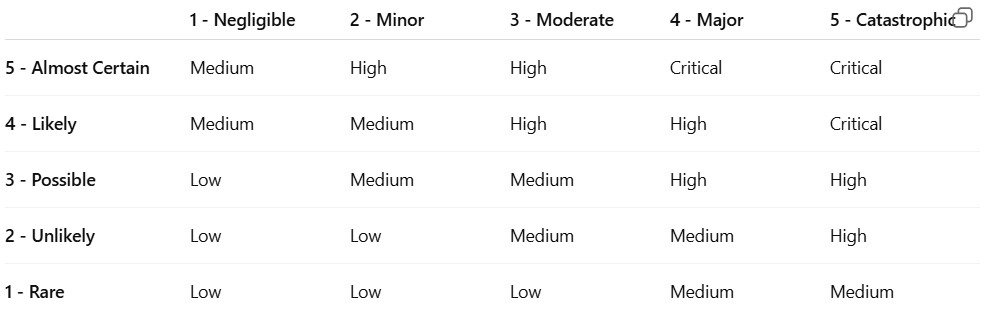 1 - Negligible 2 - Minor 3 - Moderate 4 - Major 5 - Catastrophic
5 - Almost Certain Medium High High Critical Critical
4 - Likely Medium Medium High High Critical
3 - Possible Low Medium Medium High High
2 - Unlikely Low Low Medium Medium High
1 - Rare Low Low Low Medium Medium